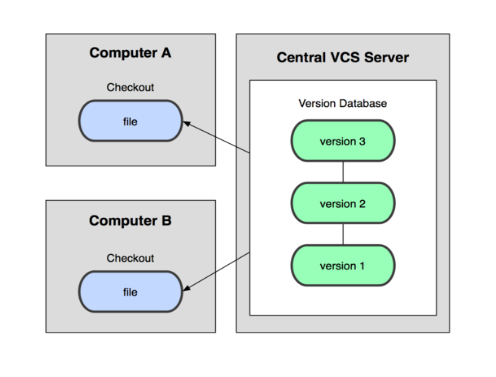 Computer A
Checkout
file
Computer B
Checkout
file
Central VCS Server
Version Database
version 3
version 2
version 1